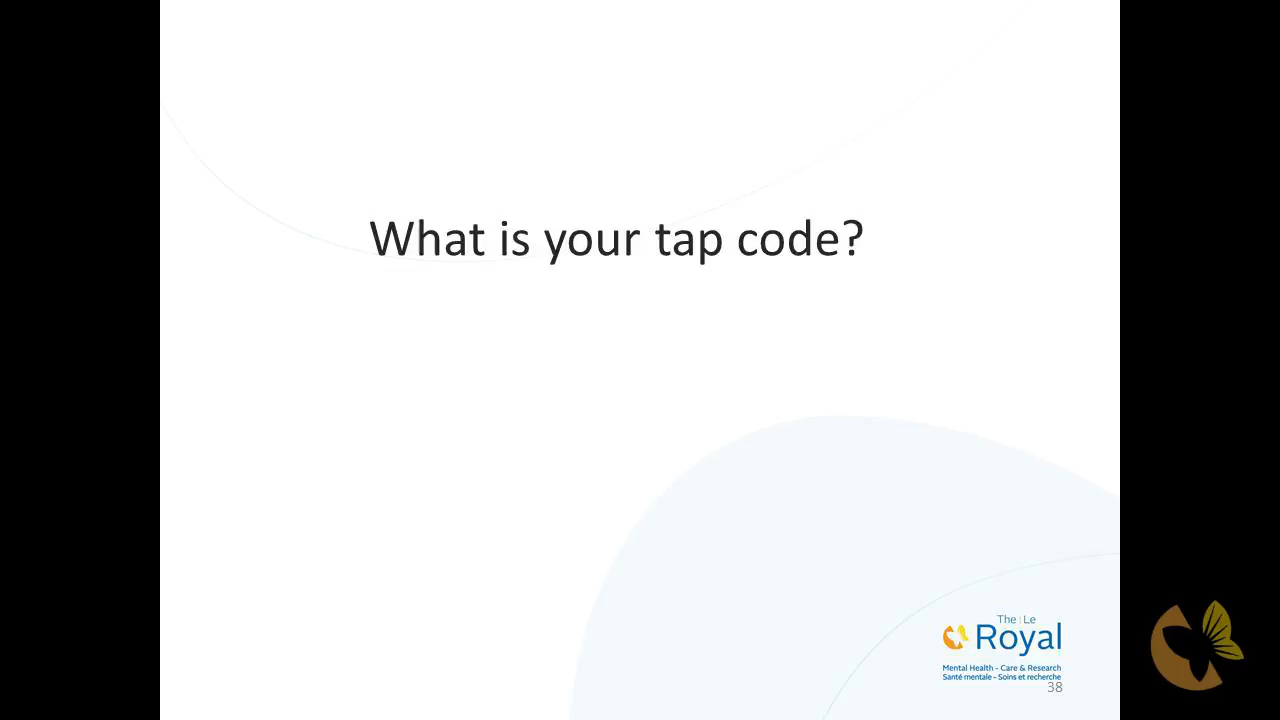 What is your tap code?
The | Le
Royal
Mental Health - Care & Research
Santé mentale - Soins et recherche
38